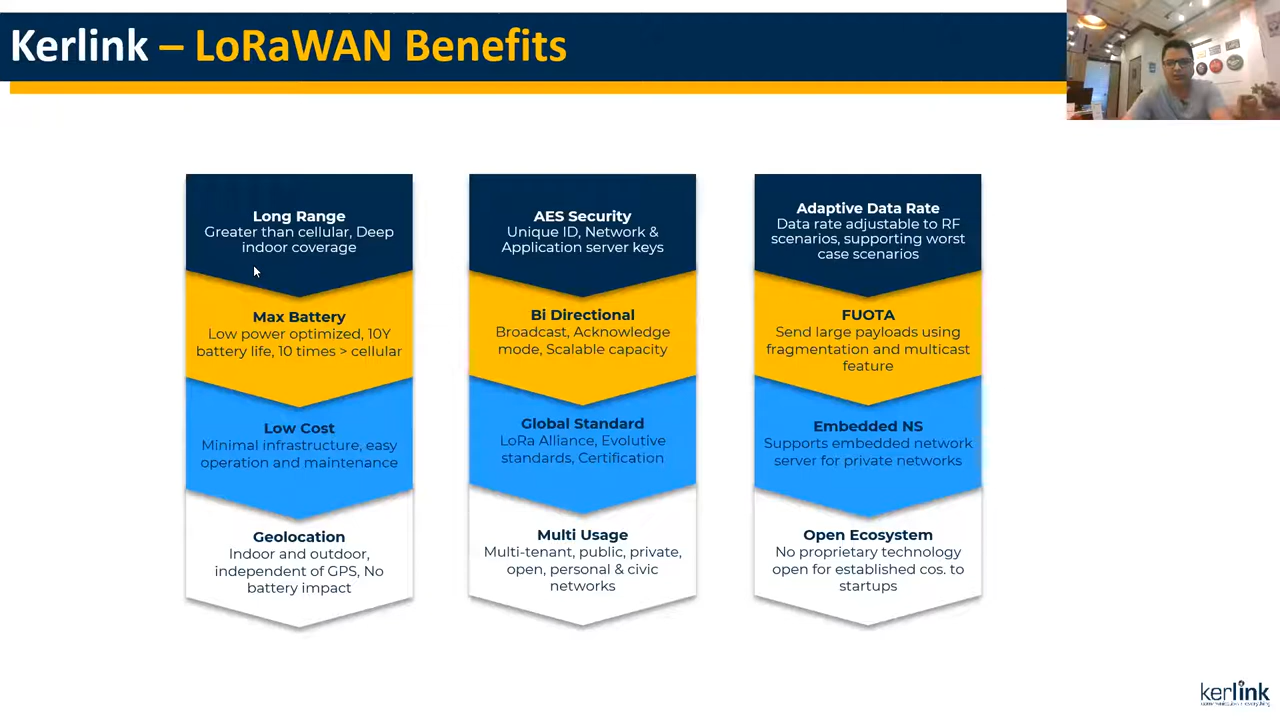 Kerlink – LoRaWAN Benefits
Long Range
Greater than cellular, Deep
indoor coverage
Max Battery
Low power optimized, 10Y
battery life, 10 times > cellular
Low Cost
Minimal infrastructure, easy
operation and maintenance
Geolocation
Indoor and outdoor,
independent of GPS, No
battery impact
AES Security
Unique ID, Network &
Application server keys
Bi Directional
Broadcast, Acknowledge
mode, Scalable capacity
Global Standard
LoRa Alliance, Evolutive
standards, Certification
Multi Usage
Multi-tenant, public, private,
open, personal & civic
networks
Adaptive Data Rate
Data rate adjustable to RF
scenarios, supporting worst
case scenarios
FUOTA
Send large payloads using
fragmentation and multicast
feature
Embedded NS
Supports embedded network
server for private networks
Open Ecosystem
No proprietary technology
open for established cos. to
startups
kerlink